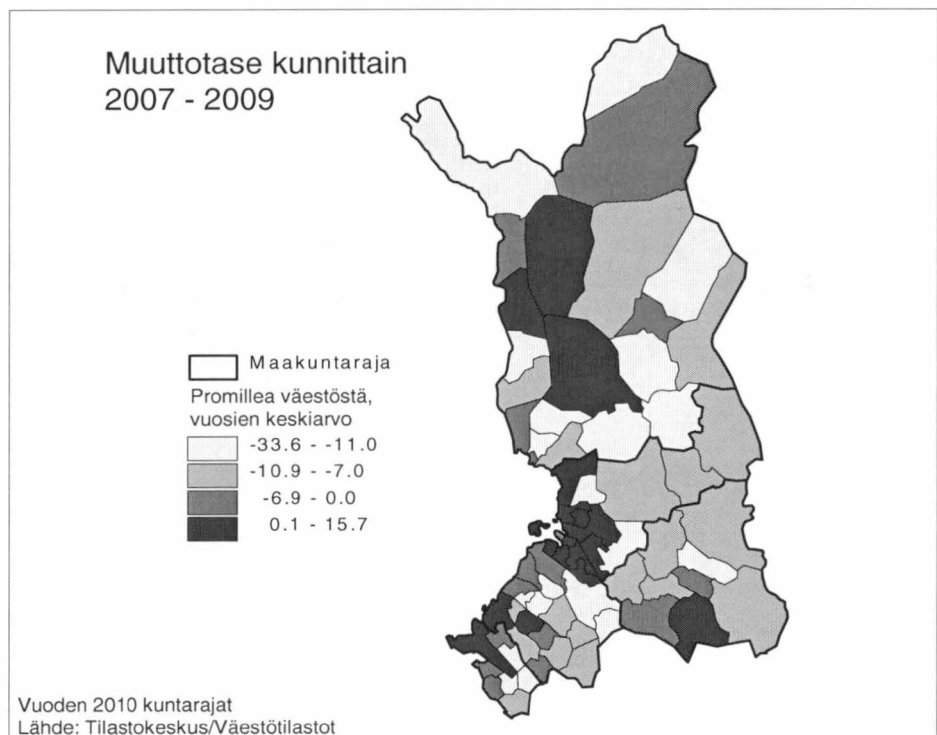 Muuttotase kunnittain
2007 - 2009
Maakuntaraja
Promillea väestöstä,
vuosien keskiarvo
-33.6 - -11.0
-10.9 - -7.0
-6.9 - 0.0
0.1 - 15.7
Vuoden 2010 kuntarajat
Lähde: Tilastokeskus/Väestötilastot